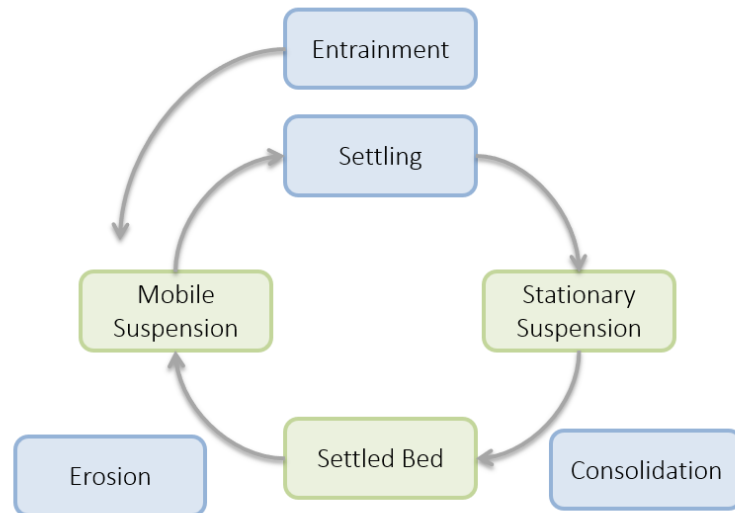 Entrainment
Settling
Mobile
Suspension
Stationary
Suspension
Settled Bed
Erosion
Consolidation